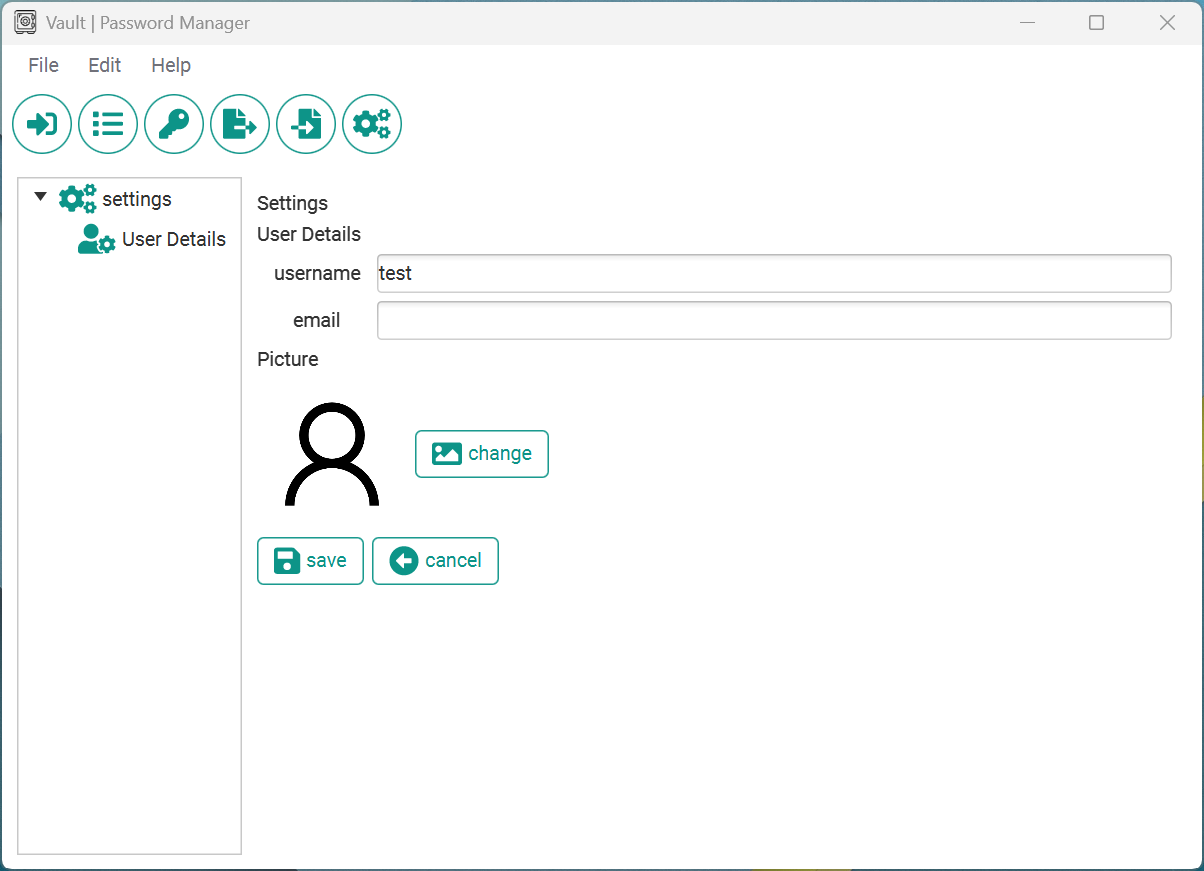 Vault | Password Manager
File Edit Help
settings
User Details
Settings
User Details
username test
email
Picture
change
save cancel